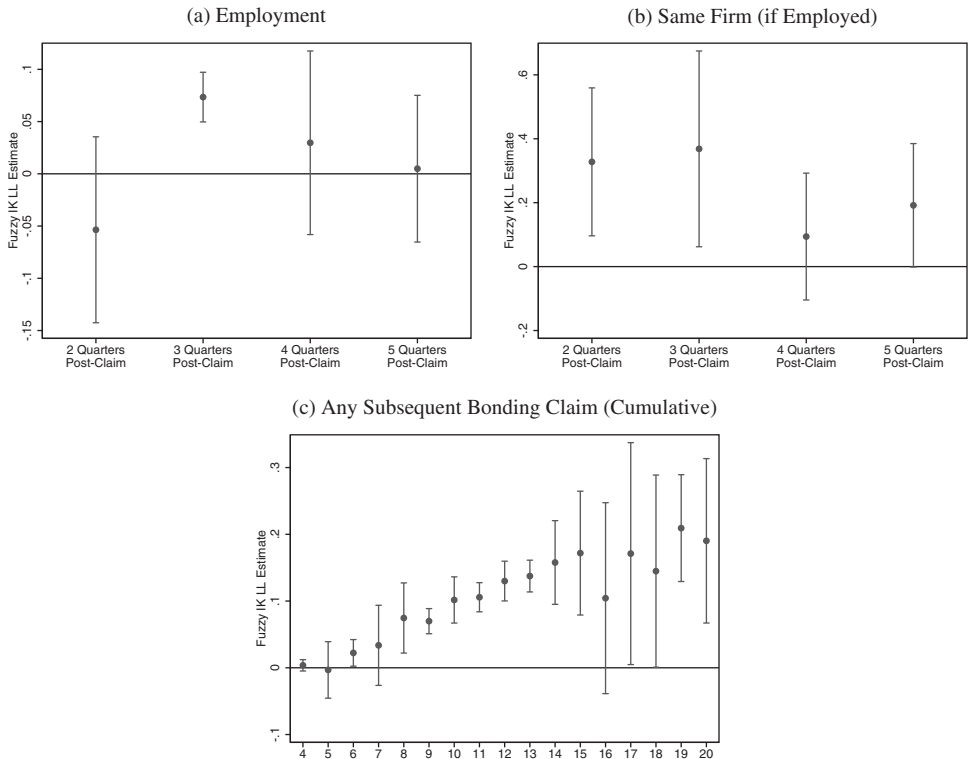 (a) Employment
Fuzzy IK LL Estimate
.1
.05
0
-.05
-.1
-.15
2 Quarters
Post-Claim
3 Quarters
Post-Claim
4 Quarters
Post-Claim
5 Quarters
Post-Claim
(b) Same Firm (if Employed)
Fuzzy IK LL Estimate
.6
.4
.2
0
-.2
2 Quarters
Post-Claim
3 Quarters
Post-Claim
4 Quarters
Post-Claim
5 Quarters
Post-Claim
(c) Any Subsequent Bonding Claim (Cumulative)
Fuzzy IK LL Estimate
.3
.2
.1
0
-.1
4 5 6 7 8 9 10 11 12 13 14 15 16 17 18 19 20